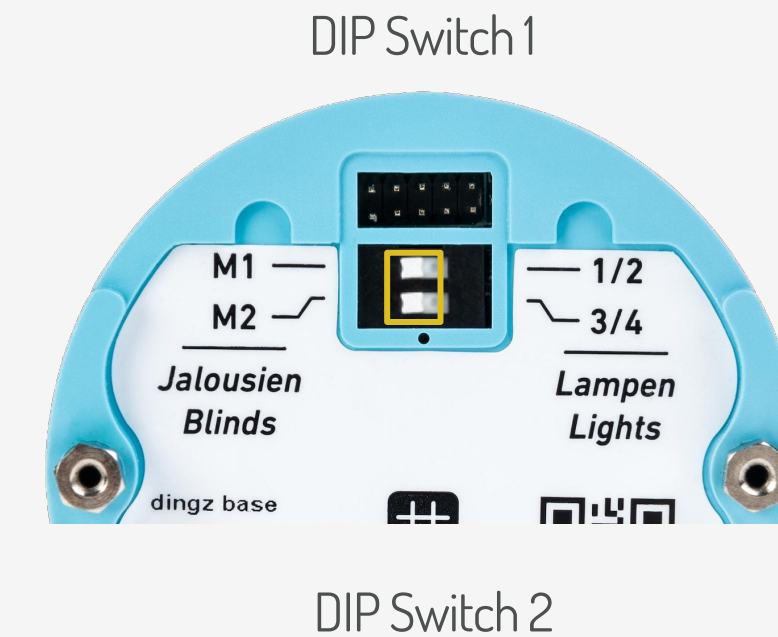 DIP Switch 1
M1
1/2
M2
3/4
Jalousien
Blinds
Lampen
Lights
dingz base
DIP Switch 2